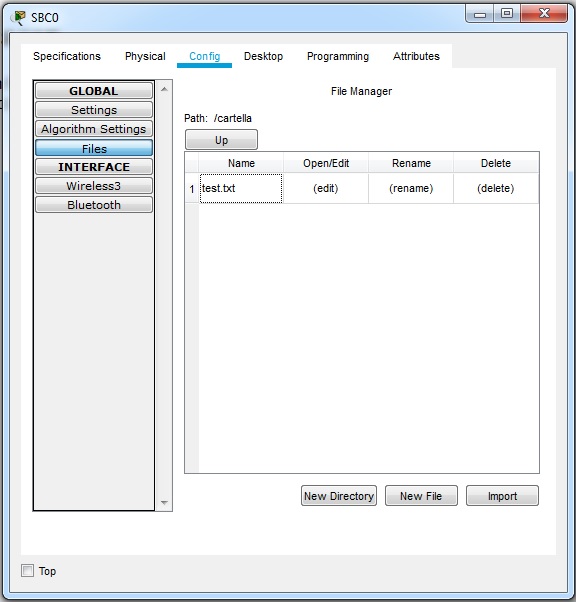 SBC0
Specifications Physical Config Desktop Programming Attributes
GLOBAL
Settings
Algorithm Settings
Files
INTERFACE
Wireless3
Bluetooth
File Manager
Path: /cartella
Up
Name Open/Edit Rename Delete
1 test.txt (edit) (rename) (delete)
New Directory New File Import
Top